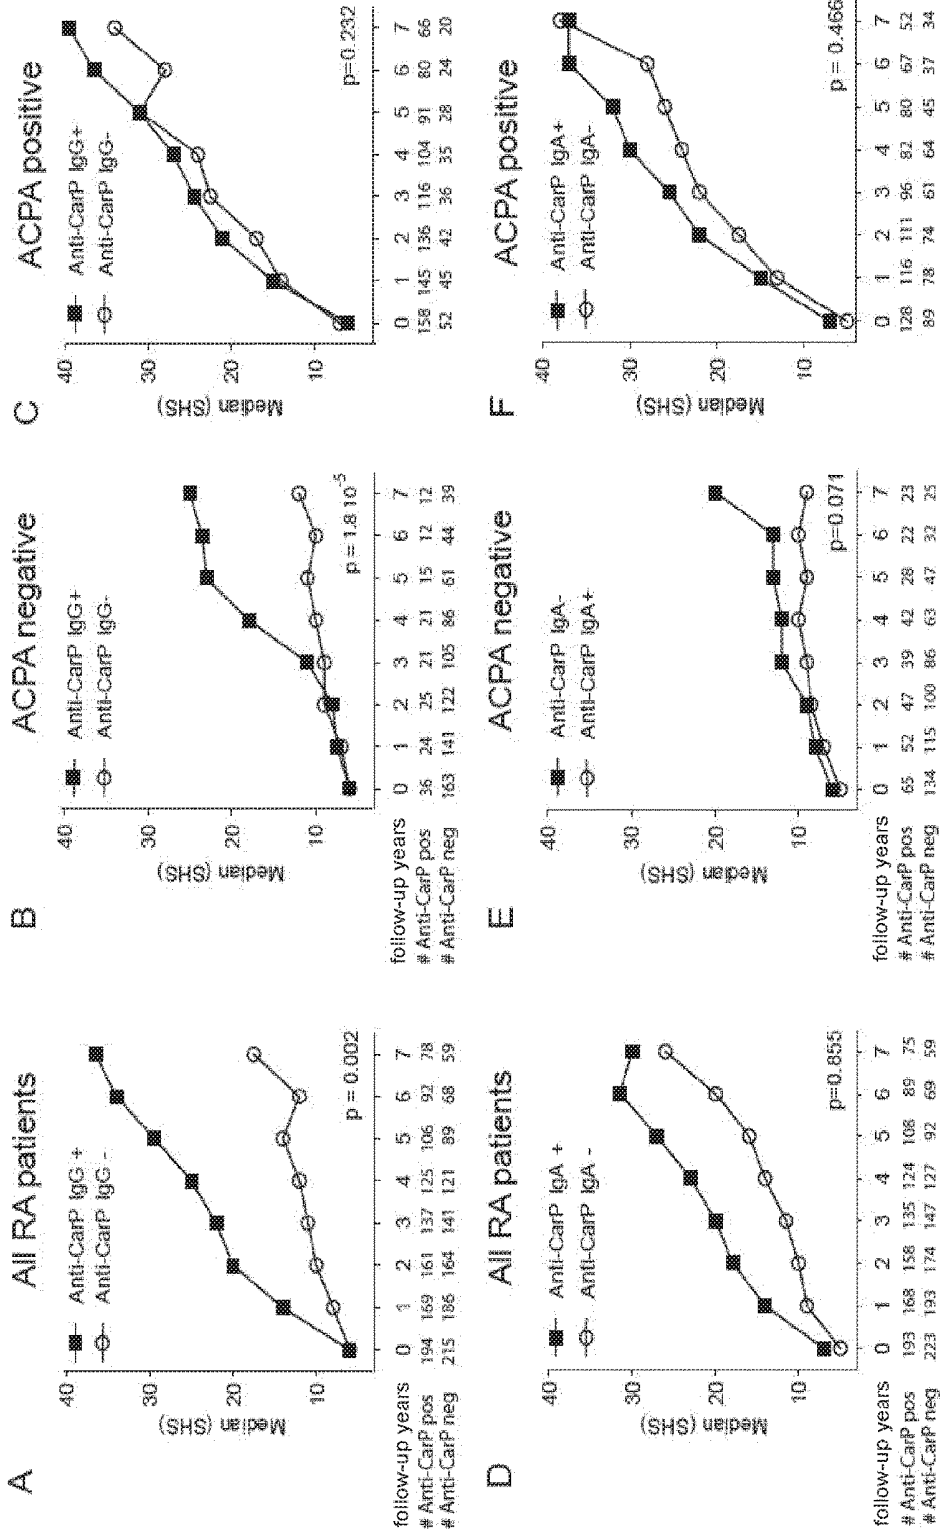 A
All RA patients
Anti-CarP IgG +
Anti-CarP IgG -
40
30
20
10
Median (SHS)
p = 0.002
follow-up years 0 1 2 3 4 5 6 7
# Anti-CarP pos 194 169 161 137 125 106 92 78
# Anti-CarP neg 215 186 164 141 121 89 68 59
B
ACPA negative
Anti-CarP IgG+
Anti-CarP IgG-
40
30
20
10
Median (SHS)
p = 1.8 10-5
follow-up years 0 1 2 3 4 5 6 7
# Anti-CarP pos 36 24 25 21 21 15 12 12
# Anti-CarP neg 163 141 122 105 86 61 44 39
C
ACPA positive
Anti-CarP IgG+
Anti-CarP IgG-
40
30
20
10
Median (SHS)
p=0.232
0 1 2 3 4 5 6 7
158 145 136 116 104 91 80 66
52 45 42 36 35 28 24 20
D
All RA patients
Anti-CarP IgA +
Anti-CarP IgA -
40
30
20
10
Median (SHS)
p=0.855
follow-up years 0 1 2 3 4 5 6 7
# Anti-CarP pos 193 168 158 135 124 108 89 75
# Anti-CarP neg 223 193 174 147 127 92 69 59
E
ACPA negative
Anti-CarP IgA-
Anti-CarP IgA+
40
30
20
10
Median (SHS)
p=0.071
follow-up years 0 1 2 3 4 5 6 7
# Anti-CarP pos 65 52 47 39 42 28 22 23
# Anti-CarP neg 134 115 100 86 63 47 32 25
F
ACPA positive
Anti-CarP IgA+
Anti-CarP IgA-
40
30
20
10
Median (SHS)
p = 0.466
0 1 2 3 4 5 6 7
128 116 111 96 82 80 67 52
89 78 74 61 64 45 37 34